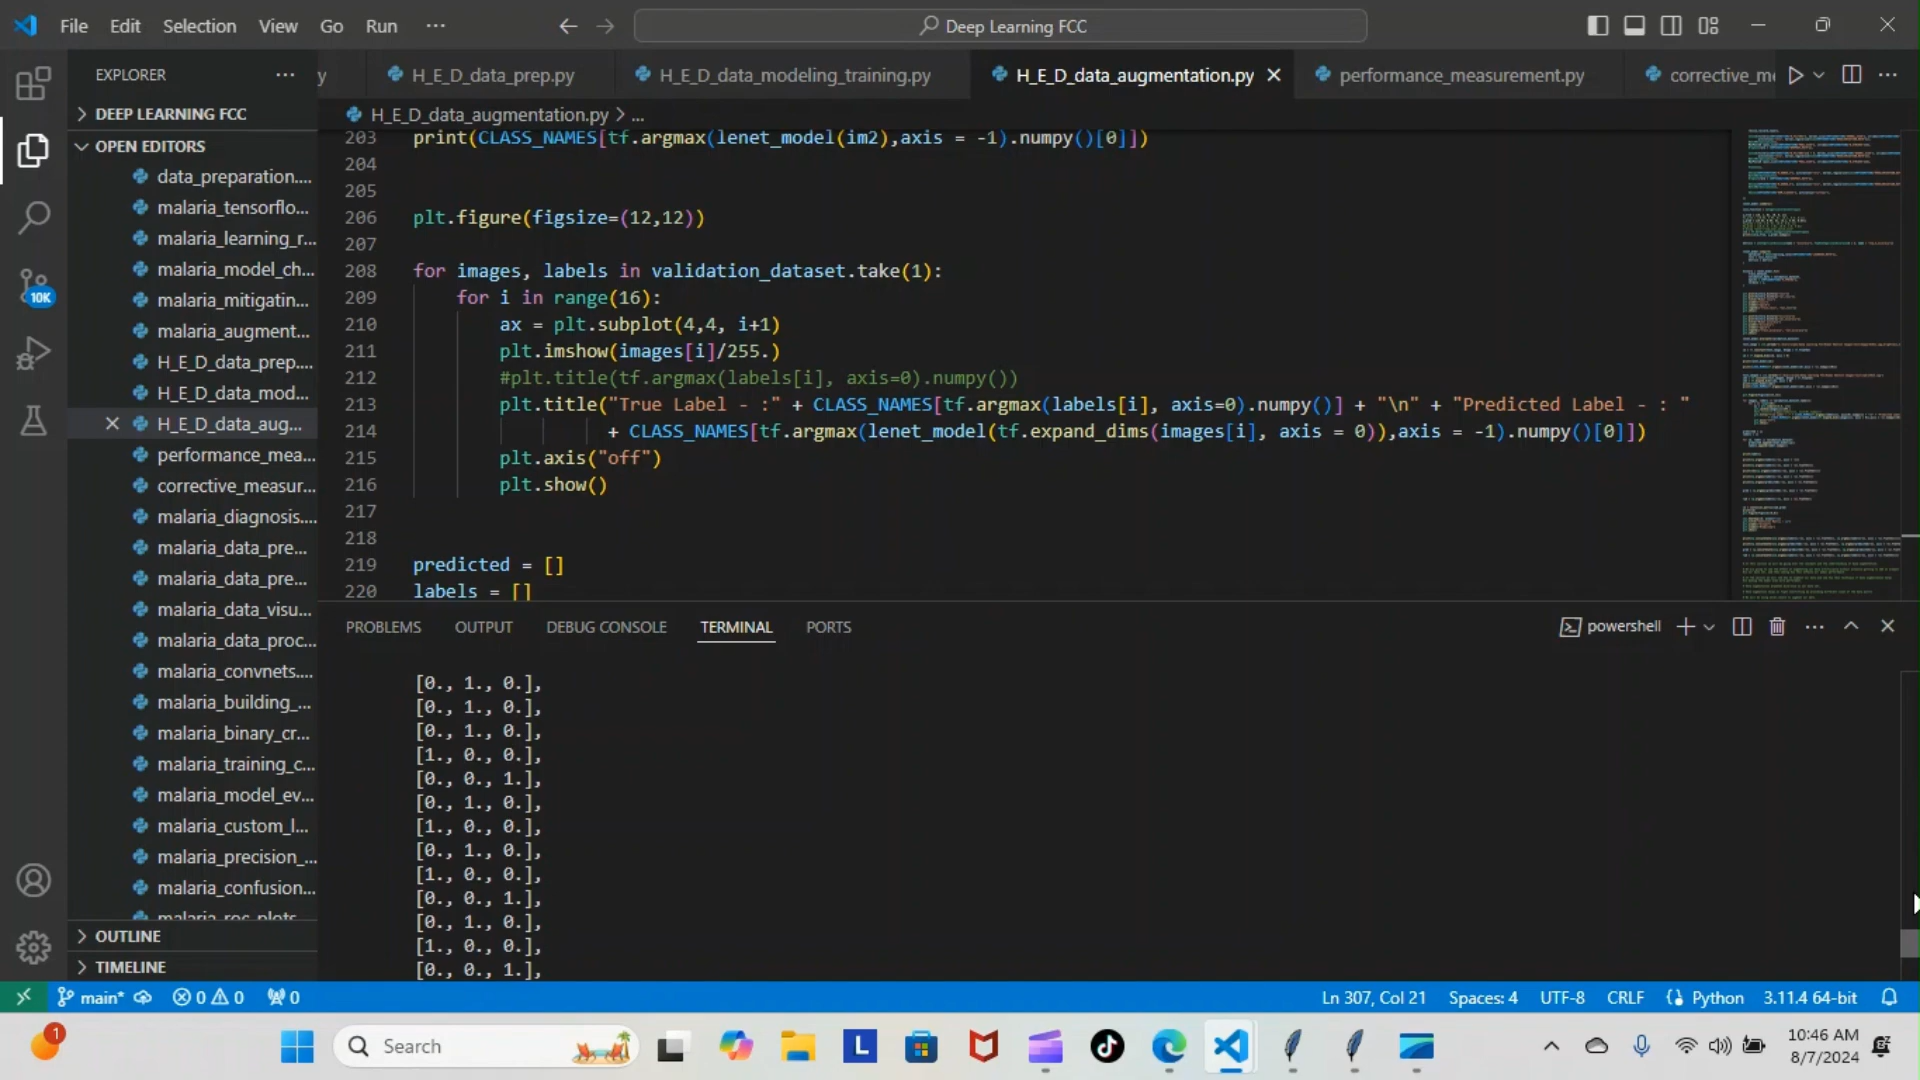 File Edit Selection View Go Run ···
Deep Learning FCC
EXPLORER
y H_E_D_data_prep.py H_E_D_data_modeling_training.py H_E_D_data_augmentation.py performance_measurement.py corrective_me
DEEP LEARNING FCC
H_E_D_data_augmentation.py > ...
OPEN EDITORS
data_preparation....
malaria_tensorflo...
malaria_learning_r...
malaria_model_ch...
malaria_mitigatin...
malaria_augment...
H_E_D_data_prep....
H_E_D_data_mod...
H_E_D_data_aug...
performance_mea...
corrective_measur...
malaria_diagnosis....
malaria_data_pre...
malaria_data_pre...
malaria_data_visu...
malaria_data_proc...
malaria_convnets....
malaria_building_...
malaria_binary_cr...
malaria_training_c...
malaria_model_ev...
malaria_custom_l...
malaria_precision_...
malaria_confusion...
malaria_roc_plots
OUTLINE
TIMELINE
10K
203 print(CLASS_NAMES[tf.argmax(lenet_model(im2),axis = -1).numpy()[0]])
204
205
206 plt.figure(figsize=(12,12))
207
208 for images, labels in validation_dataset.take(1):
209 for i in range(16):
210 ax = plt.subplot(4,4, i+1)
211 plt.imshow(images[i]/255.)
212 #plt.title(tf.argmax(labels[i], axis=0).numpy())
213 plt.title("True Label - :" + CLASS_NAMES[tf.argmax(labels[i], axis=0).numpy()] + "\n" + "Predicted Label - : "
214 + CLASS_NAMES[tf.argmax(lenet_model(tf.expand_dims(images[i], axis = 0)),axis = -1).numpy()[0]])
215 plt.axis("off")
216 plt.show()
217
218
219 predicted = []
220 labels = []
PROBLEMS OUTPUT DEBUG CONSOLE TERMINAL PORTS powershell
[0., 1., 0.],
[0., 1., 0.],
[0., 1., 0.],
[1., 0., 0.],
[0., 0., 1.],
[0., 1., 0.],
[1., 0., 0.],
[0., 1., 0.],
[1., 0., 0.],
[0., 0., 1.],
[0., 1., 0.],
[1., 0., 0.],
[0., 0., 1.],
main* 0 0 0 Ln 307, Col 21 Spaces: 4 UTF-8 CRLF Python 3.11.4 64-bit
1 Search L 10:46 AM
8/7/2024